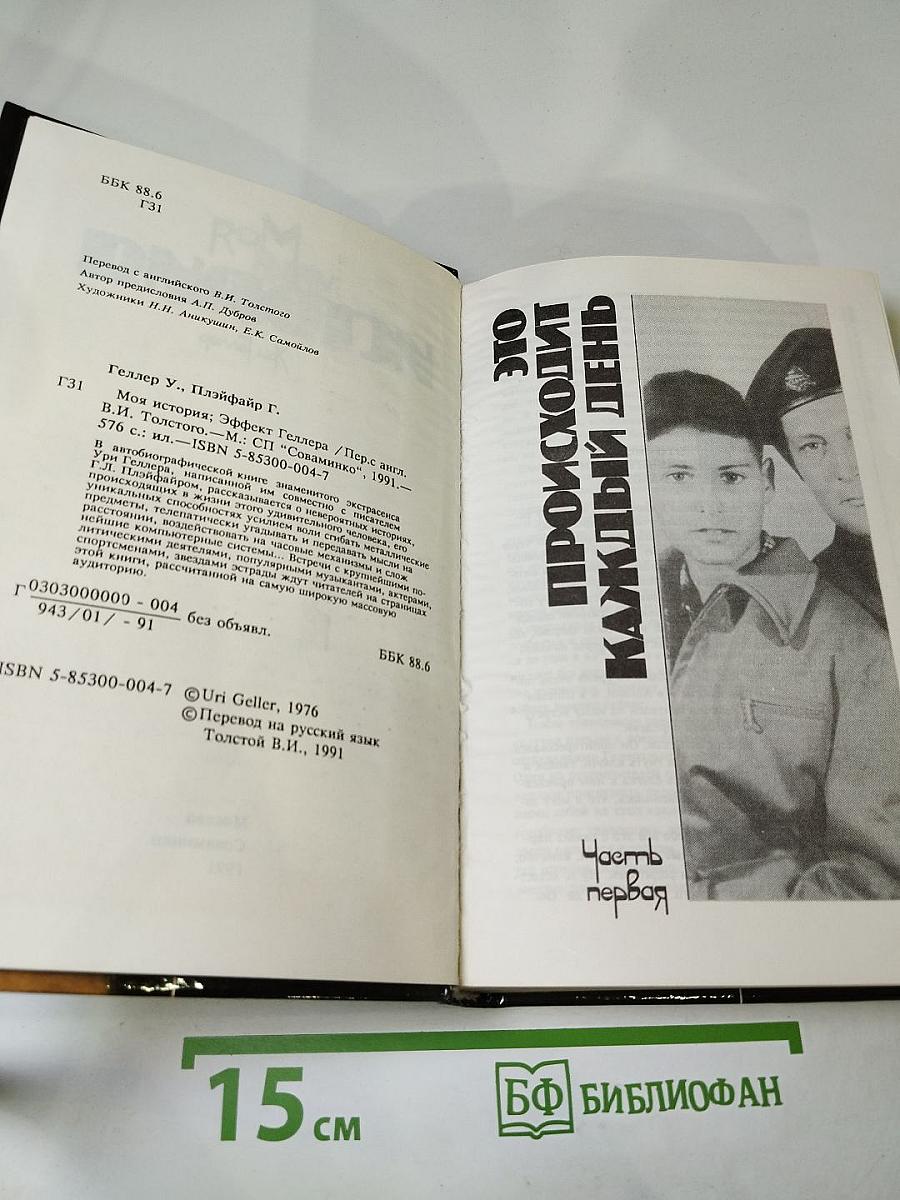 ББК 88.6
Г31
Перевод с английского В.И. Толстого
Автор предисловия А.П. Дубров
Художники Н.Н. Аникушин, Е.К. Самойлов
Геллер У., Плэйфайр Г.
Г31 Моя история; Эффект Геллера /Пер.с англ.
В.И. Толстого.—М.: СП "Соваминко", 1991.—
576 с.: ил.—ISBN 5-85300-004-7
В автобиографической книге знаменитого экстрасенса
Ури Геллера, написанной им совместно с писателем
Г.Л. Плэйфайром, рассказывается о невероятных историях,
происходящих в жизни этого удивительного человека, его
уникальных способностях усилием воли сгибать металлические
предметы, телепатически угадывать и передавать мысли на
расстоянии, воздействовать на часовые механизмы и слож
нейшие компьютерные системы... Встречи с крупнейшими по-
литическими деятелями, популярными музыкантами, актерами,
спортсменами, звездами эстрады ждут читателей на страницах
этой книги, рассчитанной на самую широкую массовую
аудиторию.
Г 0303000000 - 004
943/01/ - 91 без объявл.
ББК 88.6
ISBN 5-85300-004-7 ©Uri Geller, 1976
©Перевод на русский язык
Толстой В.И., 1991
ЭТО
ПРОИСХОДИТ
КАЖДЫЙ ДЕНЬ
Часть
первая
15 см
БФ БИБЛИОФАН